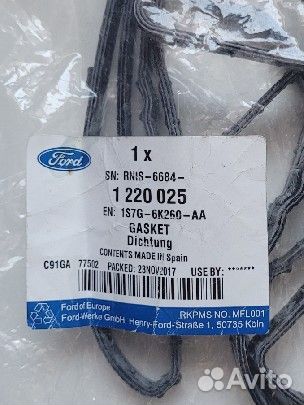 Ford
1 x
SN: RNIS-6684-
1 220 025
EN: 1S7G-6K260-AA
GASKET
Dichtung
CONTENTS MADE IN Spain
C91GA 77502 PACKED: 23NOV2017 USE BY: *******
Ford
Ford of Europe
RKPMS NO. MFL001
Ford-Werke GmbH, Henry-Ford-Straße 1, 50735 Köln
Avito